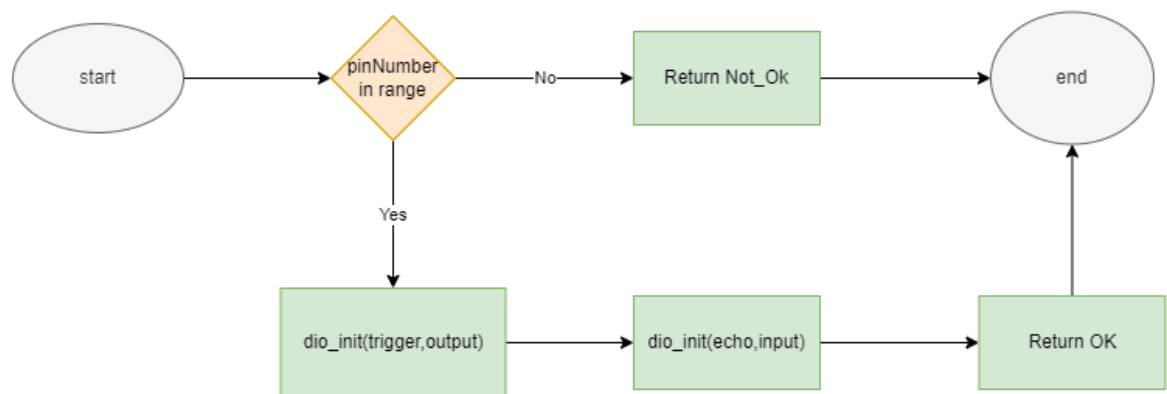 start
pinNumber
in range
No
Return Not_Ok
end
Yes
dio_init(trigger,output)
dio_init(echo,input)
Return OK